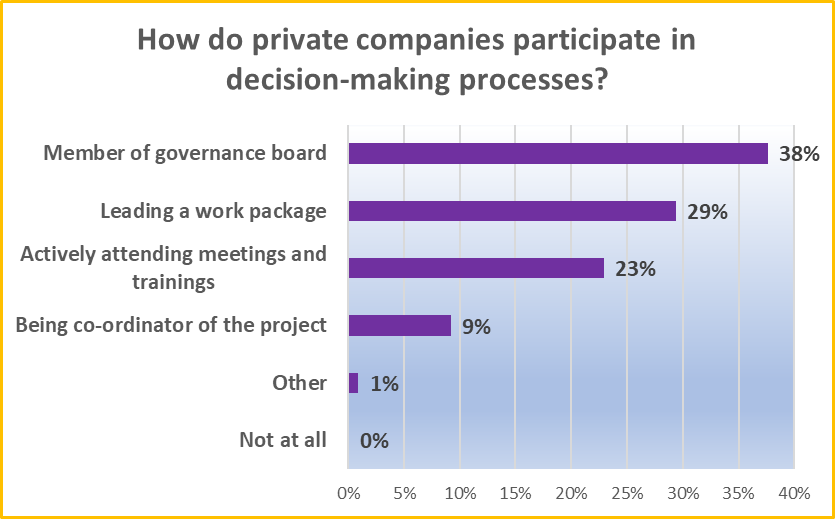 How do private companies participate in
decision-making processes?
Member of governance board
38%
Leading a work package
29%
Actively attending meetings and
trainings
23%
Being co-ordinator of the project
9%
Other
1%
Not at all
0%
0% 5% 10% 15% 20% 25% 30% 35% 40%